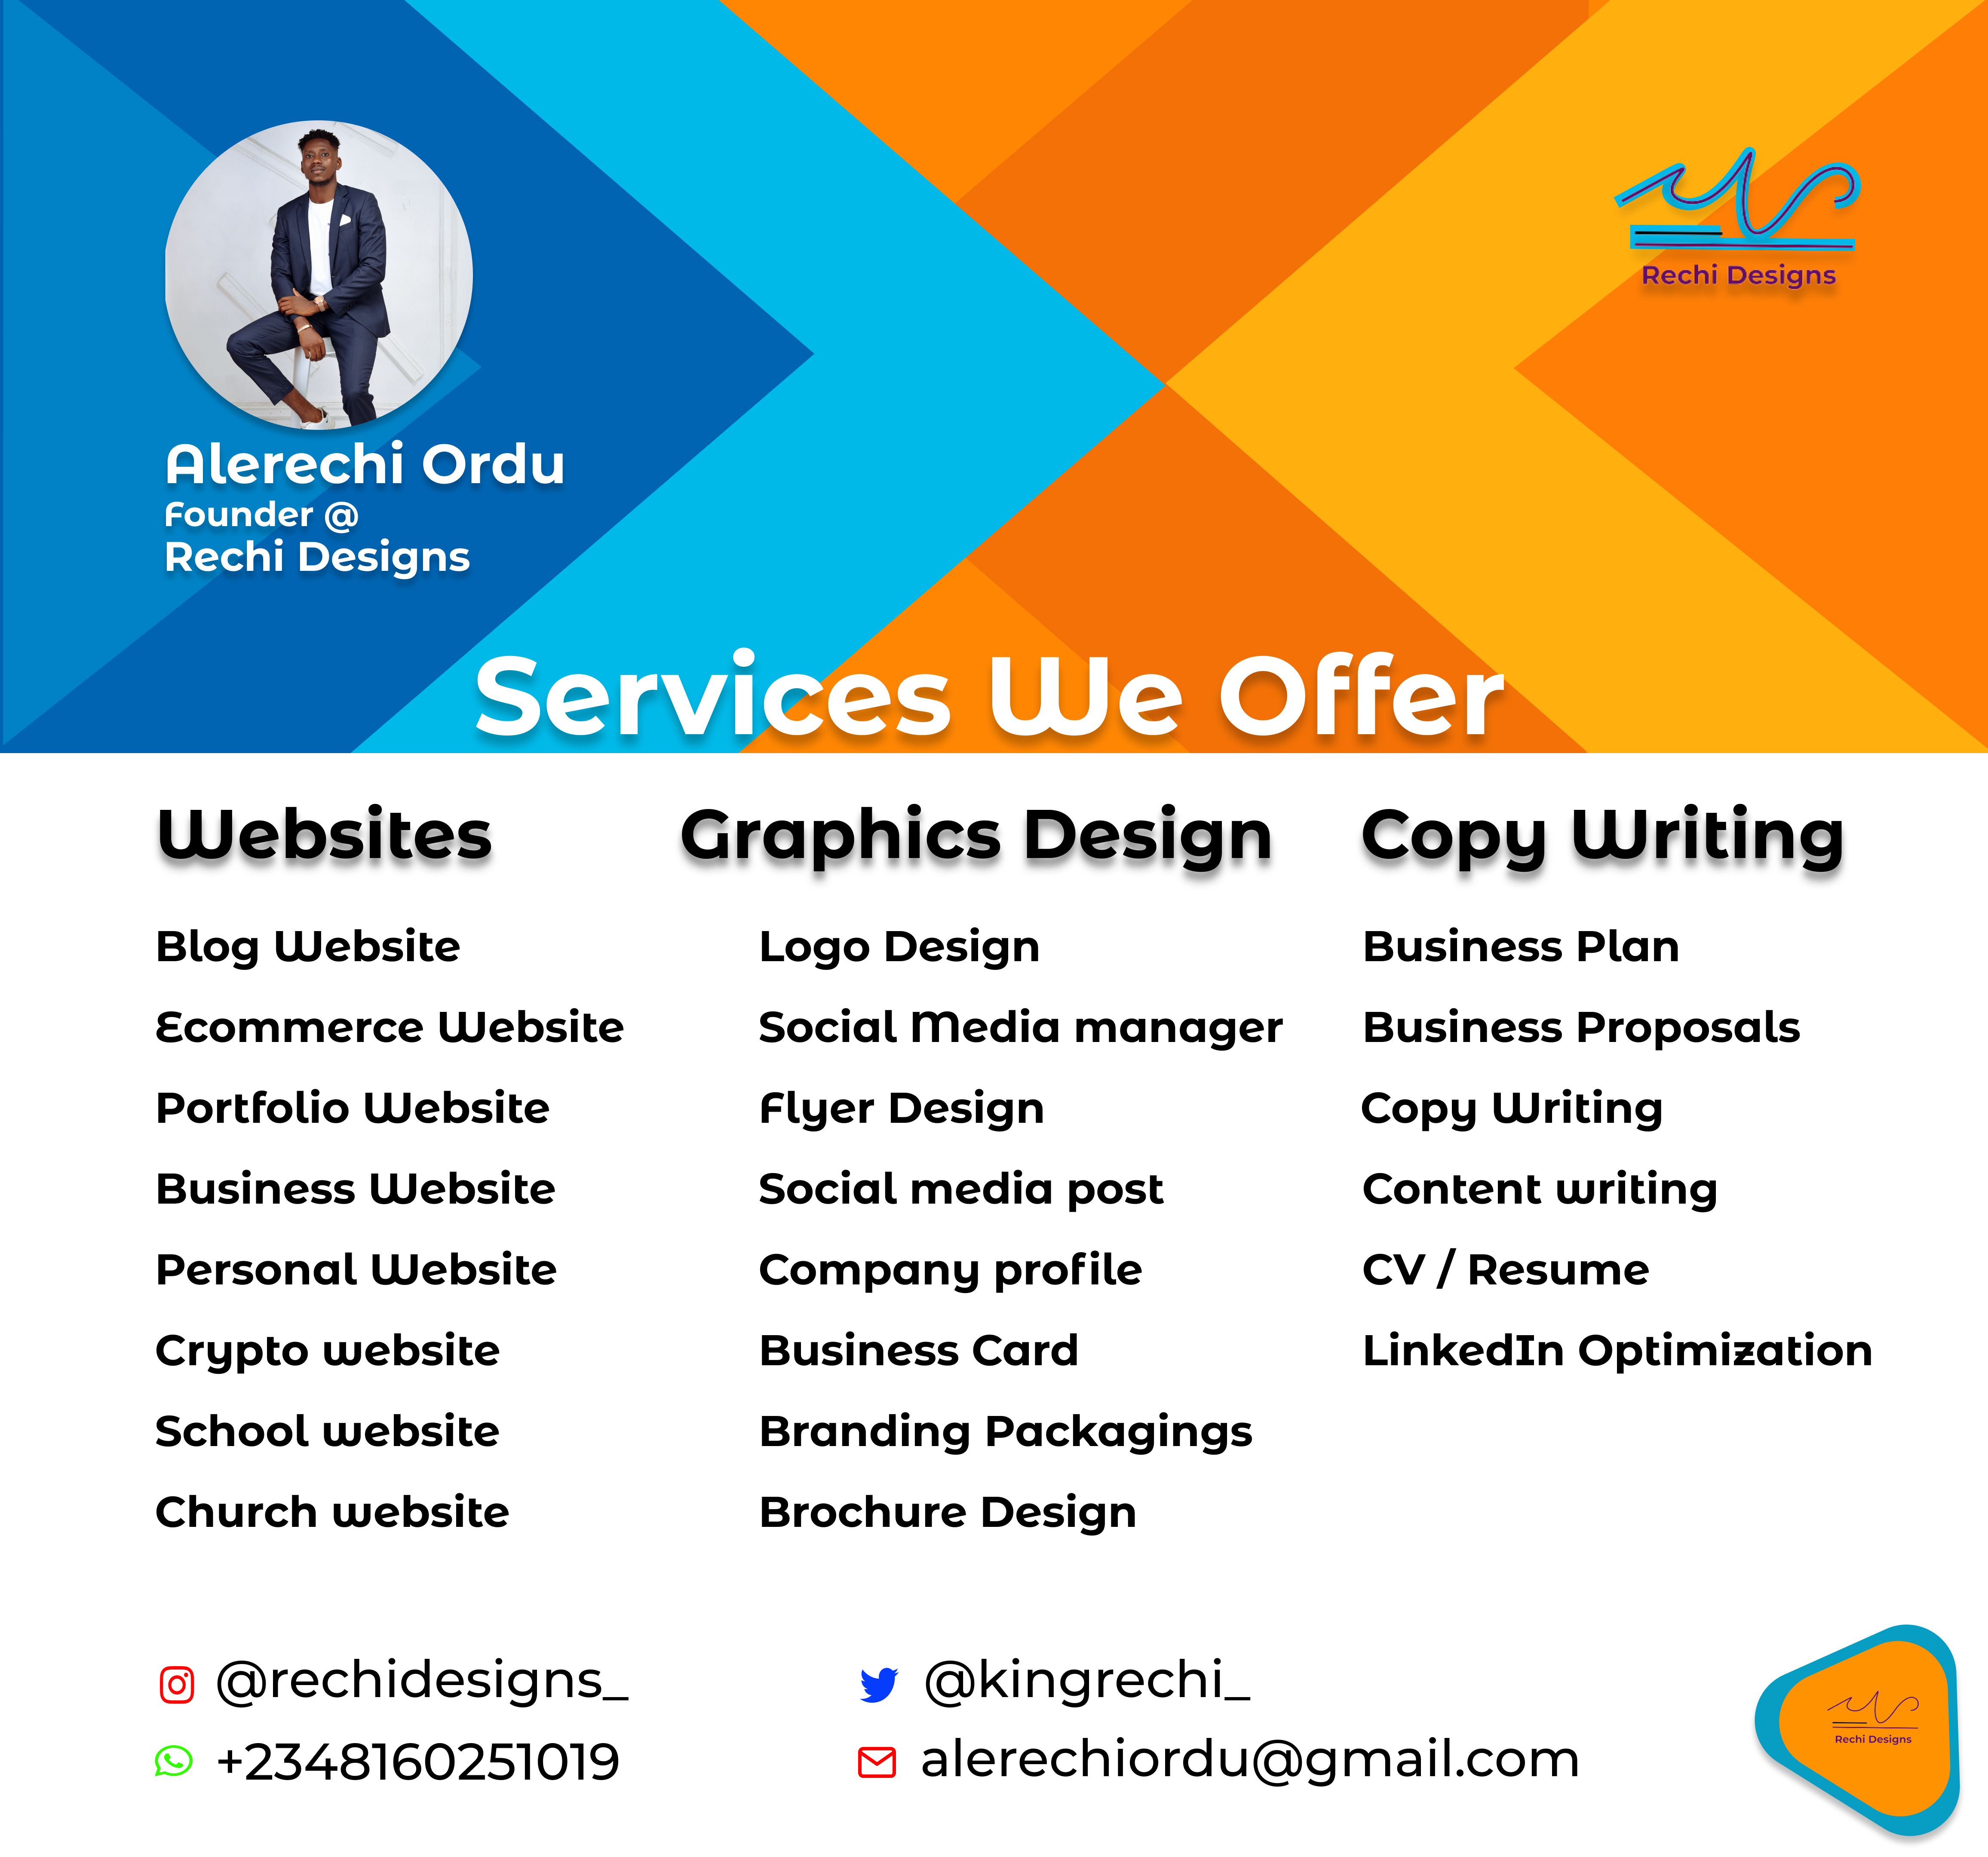 Rechi Designs
Alerechi Ordu
Founder @
Rechi Designs
Services We Offer
Websites
Blog Website
Ecommerce Website
Portfolio Website
Business Website
Personal Website
Crypto website
School website
Church website
Graphics Design
Logo Design
Social Media manager
Flyer Design
Social media post
Company profile
Business Card
Branding Packagings
Brochure Design
Copy Writing
Business Plan
Business Proposals
Copy Writing
Content writing
CV / Resume
LinkedIn Optimization
@rechidesigns_
@kingrechi_
+2348160251019
alerechiordu@gmail.com
Rechi Designs